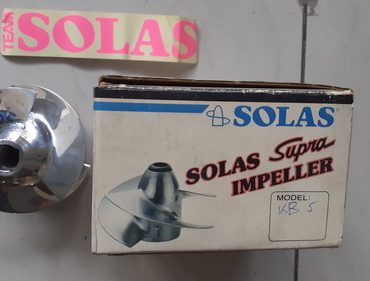 TEAM
SOLAS
SOLAS
SOLAS Supra
IMPELLER
MODEL:
KB 5